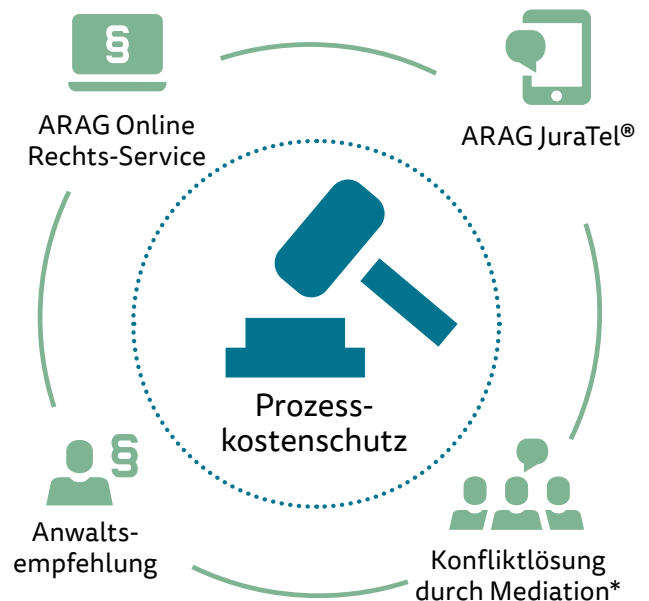 §
ARAG Online
Rechts-Service
ARAG JuraTel®
Prozess-
kostenschutz
§
Anwalts-
empfehlung
Konfliktlösung
durch Mediation*